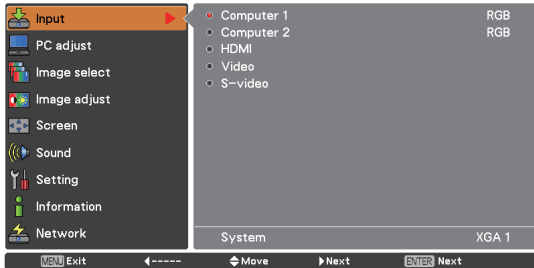 Input
PC adjust
Image select
Image adjust
Screen
Sound
Setting
Information
Network
Computer 1 RGB
Computer 2 RGB
HDMI
Video
S-video
System XGA 1
MENU Exit ◀----- Move Next ENTER Next